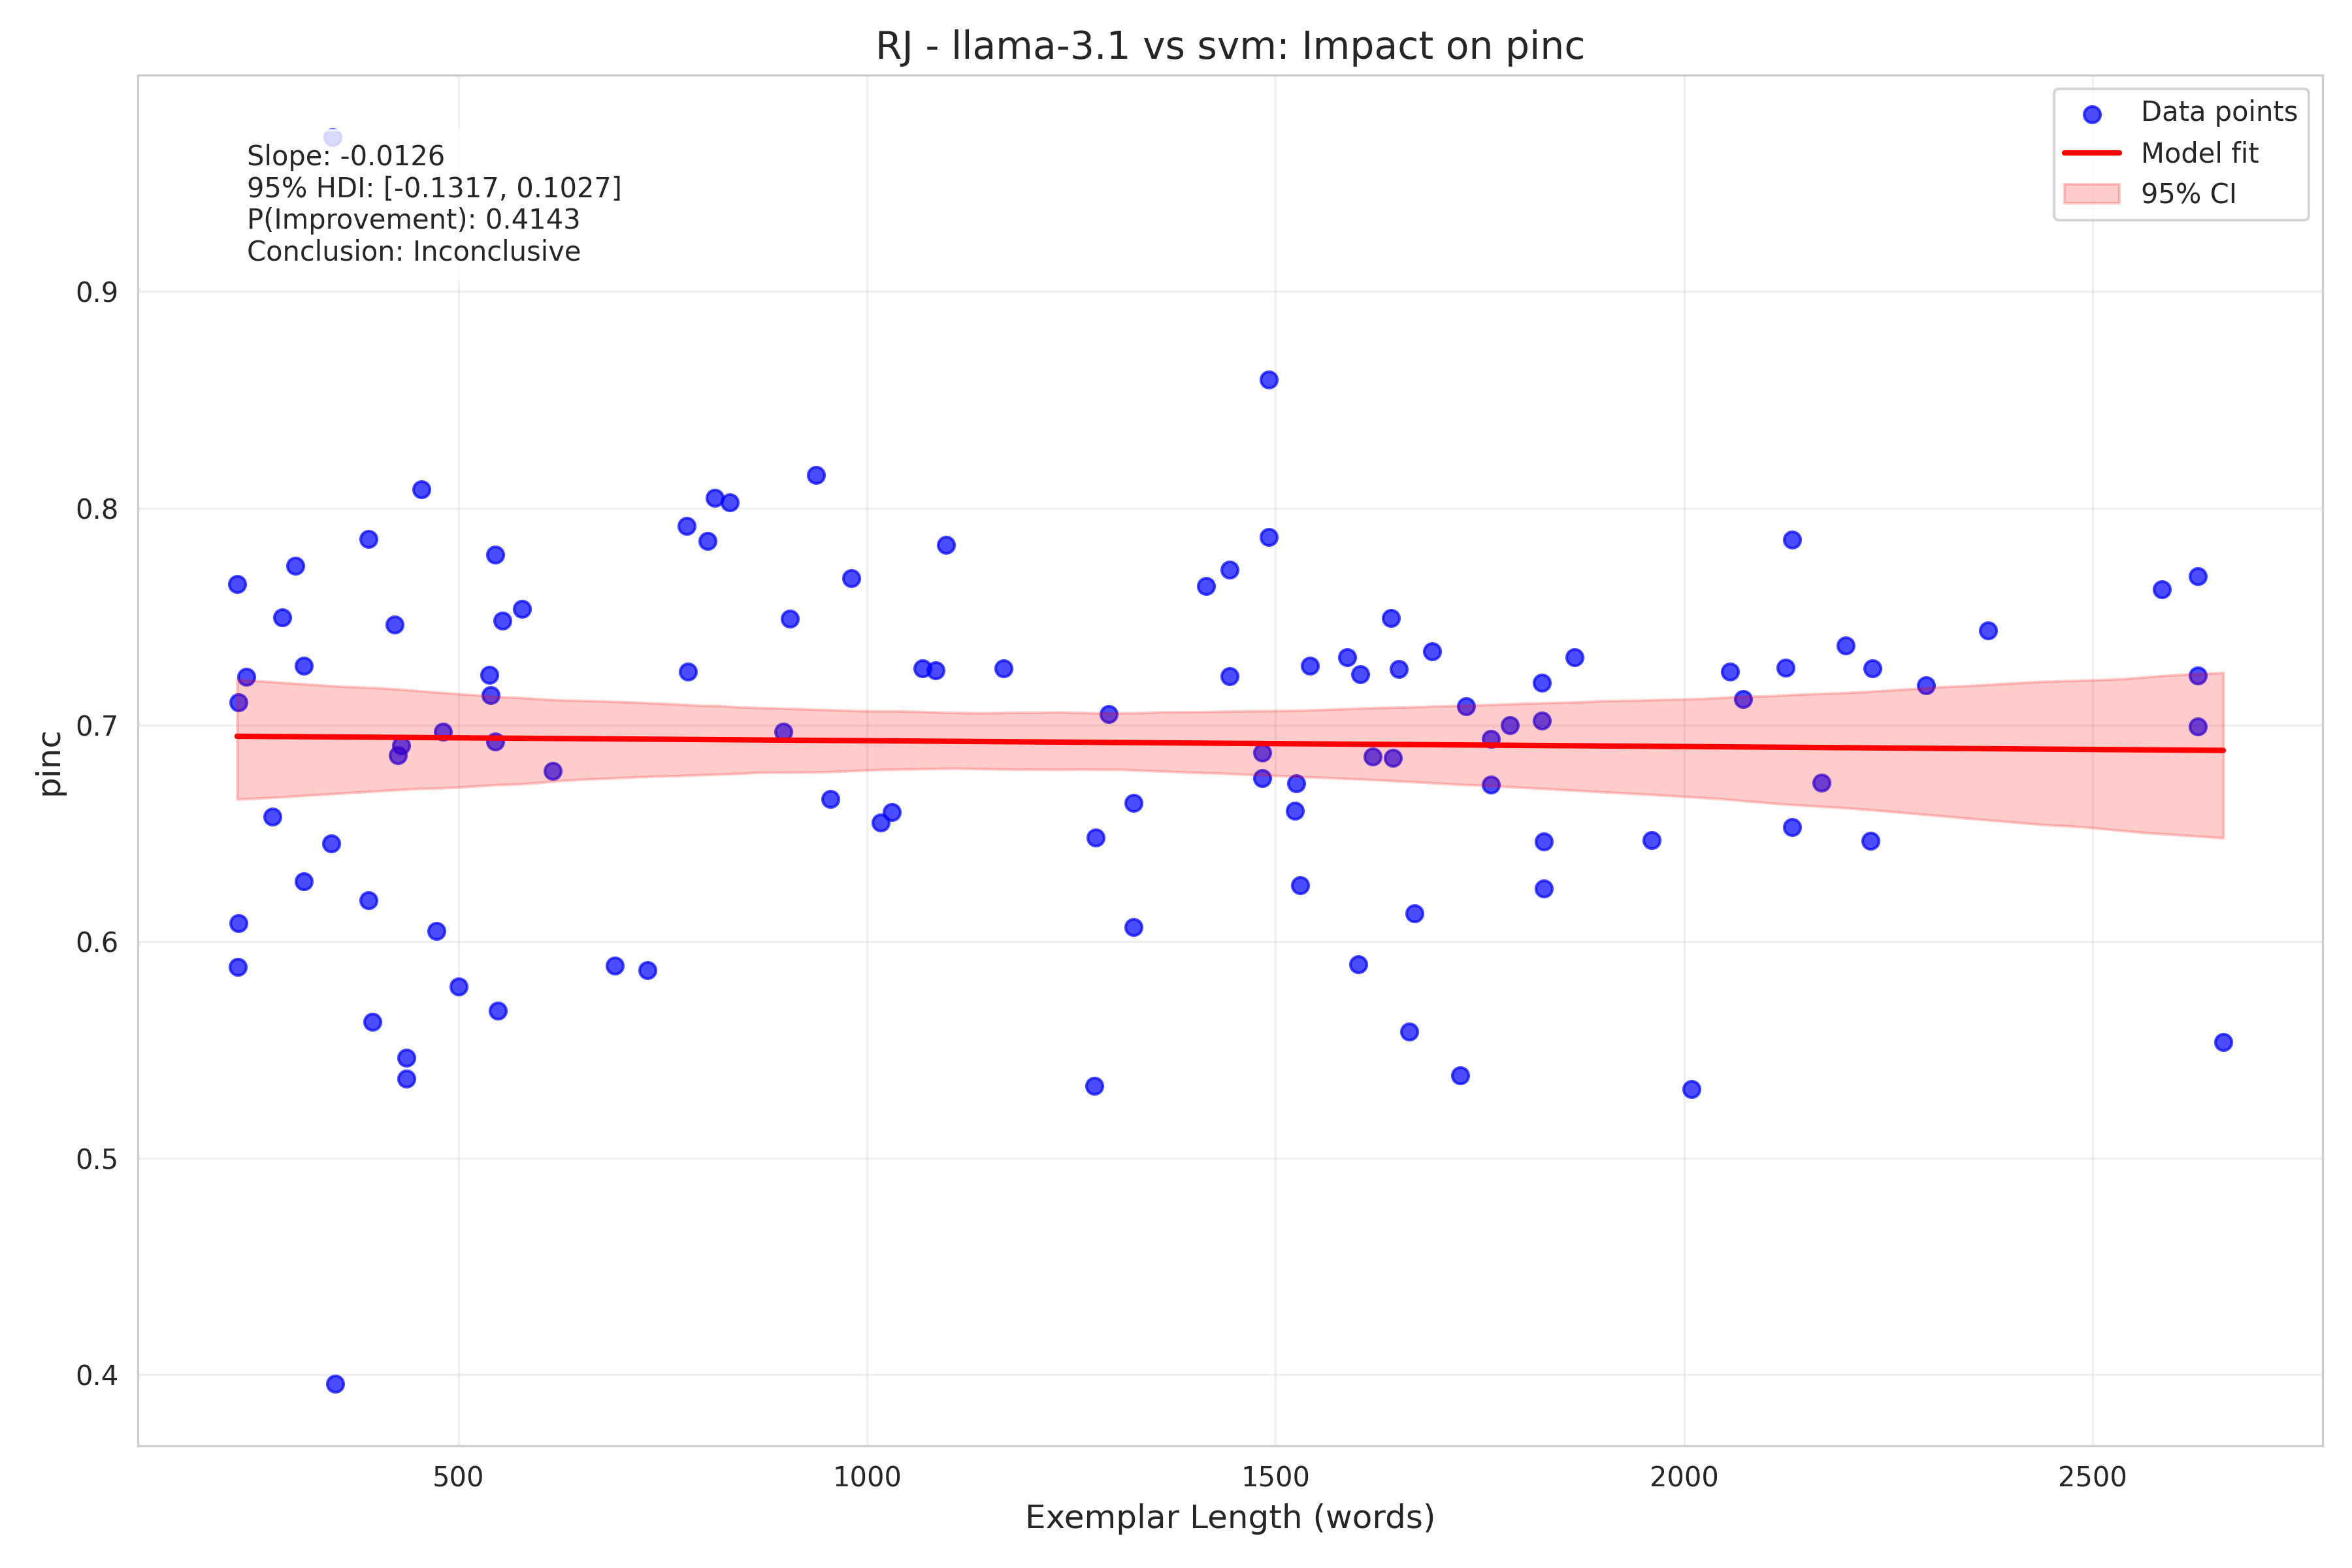 RJ - llama-3.1 vs svm: Impact on pinc
Slope: -0.0126
95% HDI: [-0.1317, 0.1027]
P(Improvement): 0.4143
Conclusion: Inconclusive
Data points
Model fit
95% CI
pinc
0.9
0.8
0.7
0.6
0.5
0.4
500
1000
1500
2000
2500
Exemplar Length (words)